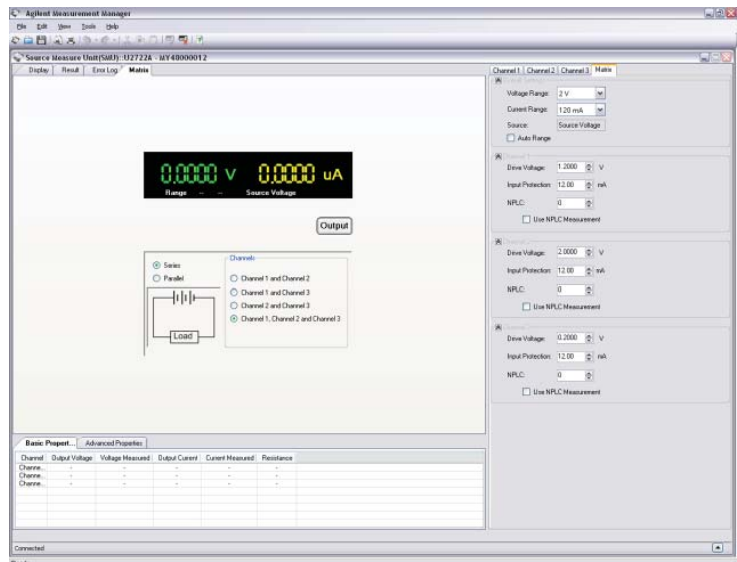 Agilent Measurement Manager
File Edit View Tools Help
Source Measure Unit(SMU)::U2722A - MY48000012
Display Result Error Log Matrix
0.0000 V 0.0000 uA
Range -- -- Source Voltage
Output
Series
Parallel
Load
Channels
Channel 1 and Channel 2
Channel 1 and Channel 3
Channel 2 and Channel 3
Channel 1, Channel 2 and Channel 3
Channel 1 Channel 2 Channel 3 Matrix
Voltage Range: 2 V
Current Range: 120 mA
Source: Source Voltage
Auto Range
Drive Voltage: 1.2000 V
Input Protection: 12.00 mA
NPLC: 0
Use NPLC Measurement
Drive Voltage: 2.0000 V
Input Protection: 12.00 mA
NPLC: 0
Use NPLC Measurement
Drive Voltage: 0.2000 V
Input Protection: 12.00 mA
NPLC: 0
Use NPLC Measurement
Basic Propert... Advanced Properties
Channel Output Voltage Voltage Measured Output Current Current Measured Resistance
Channe... - - - - -
Channe... - - - - -
Channe... - - - - -
Connected